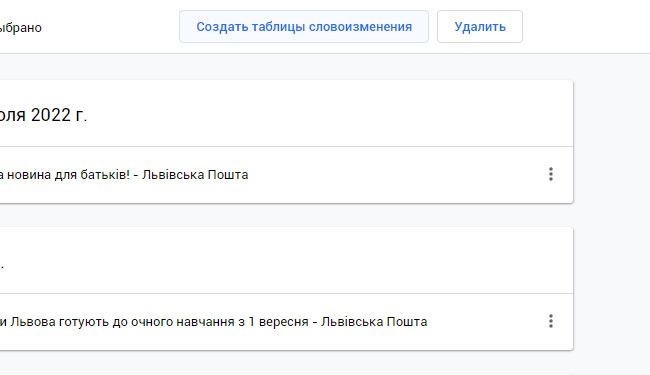 ыбрано
Создать таблицы словоизменения
Удалить
оля 2022 г.
а новина для батьків! - Львівська Пошта
.
и Львова готують до очного навчання з 1 вересня - Львівська Пошта